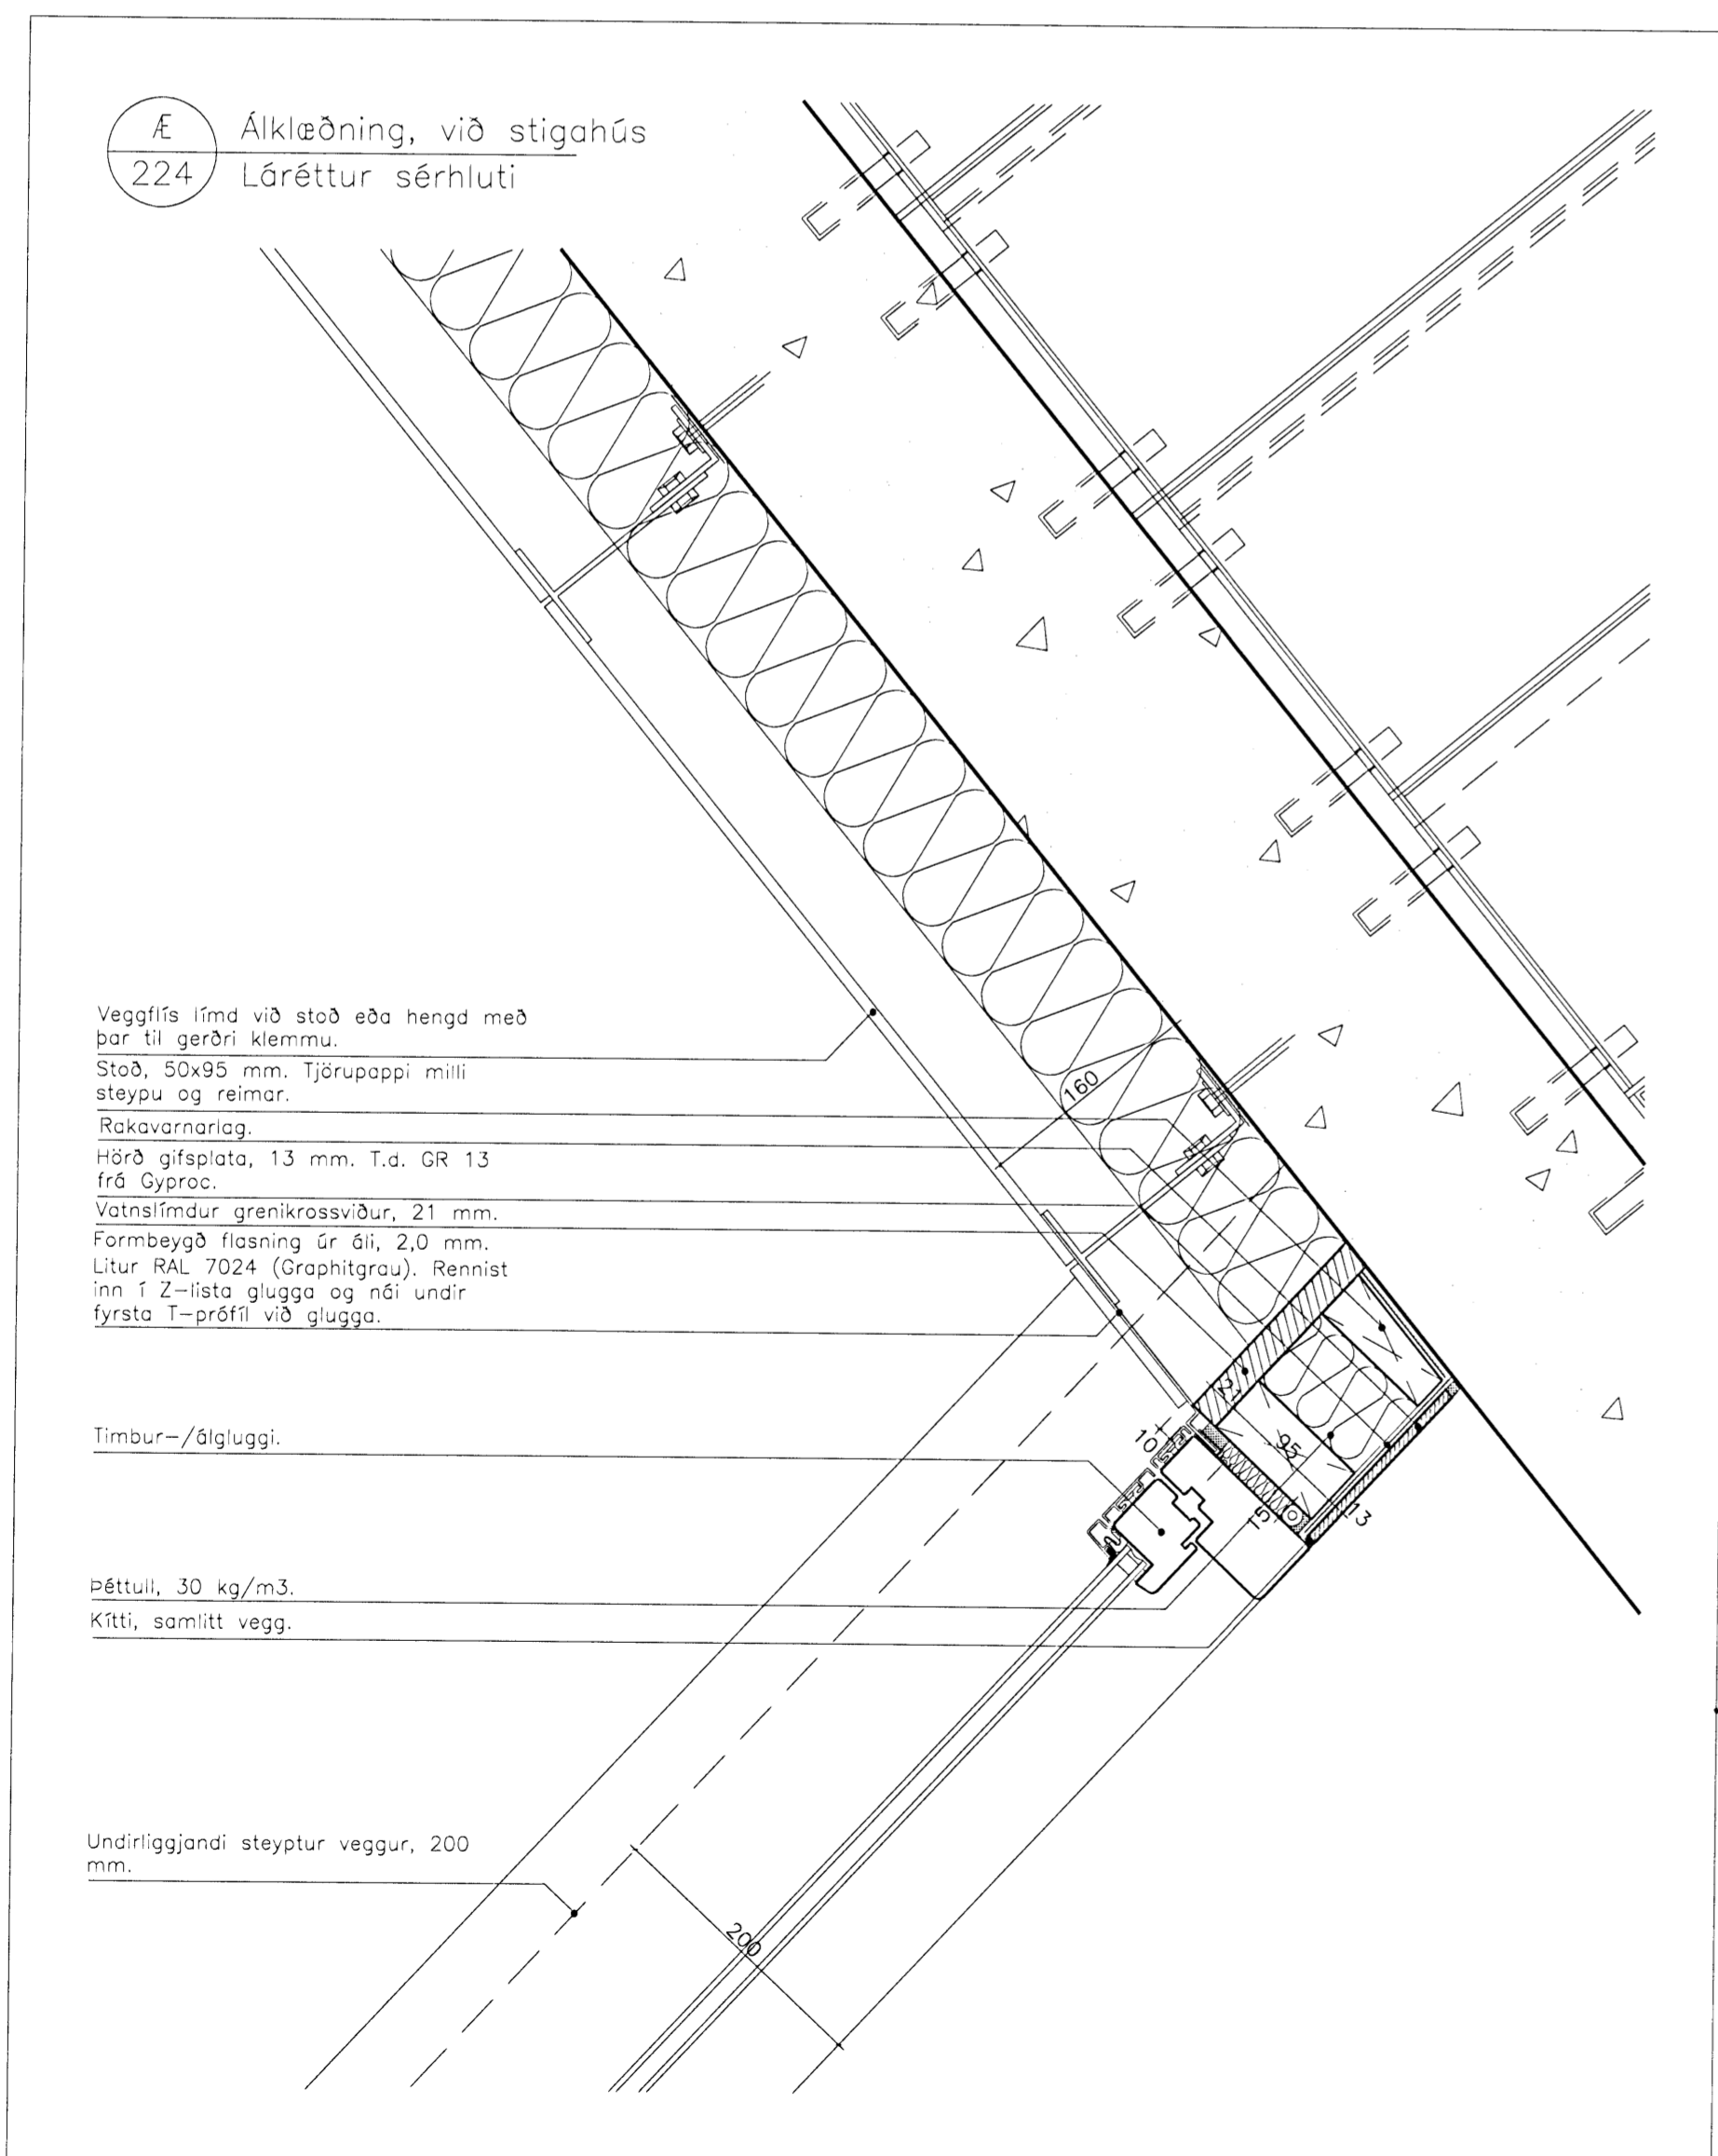 Æ
224
Álklæðning, við stigahús
Láréttur sérhluti
Veggflís límd við stoð eða hengd með
þar til gerðri klemmu.
Stoð, 50x95 mm. Tjörupappi milli
steypu og reimar.
Rakavarnarlag.
Hörð gifsplata, 13 mm. T.d. GR 13
frá Gyproc.
Vatnslímdur grenikrossviður, 21 mm.
Formbeygð flasning úr áli, 2,0 mm.
Litur RAL 7024 (Graphitgrau). Rennist
inn í Z-lista glugga og nái undir
fyrsta T-prófíl við glugga.
Timbur-/álgluggi.
Þéttull, 30 kg/m3.
Kítti, samlitt vegg.
Undirliggjandi steyptur veggur, 200
mm.
160
21
10
95
15
13
200